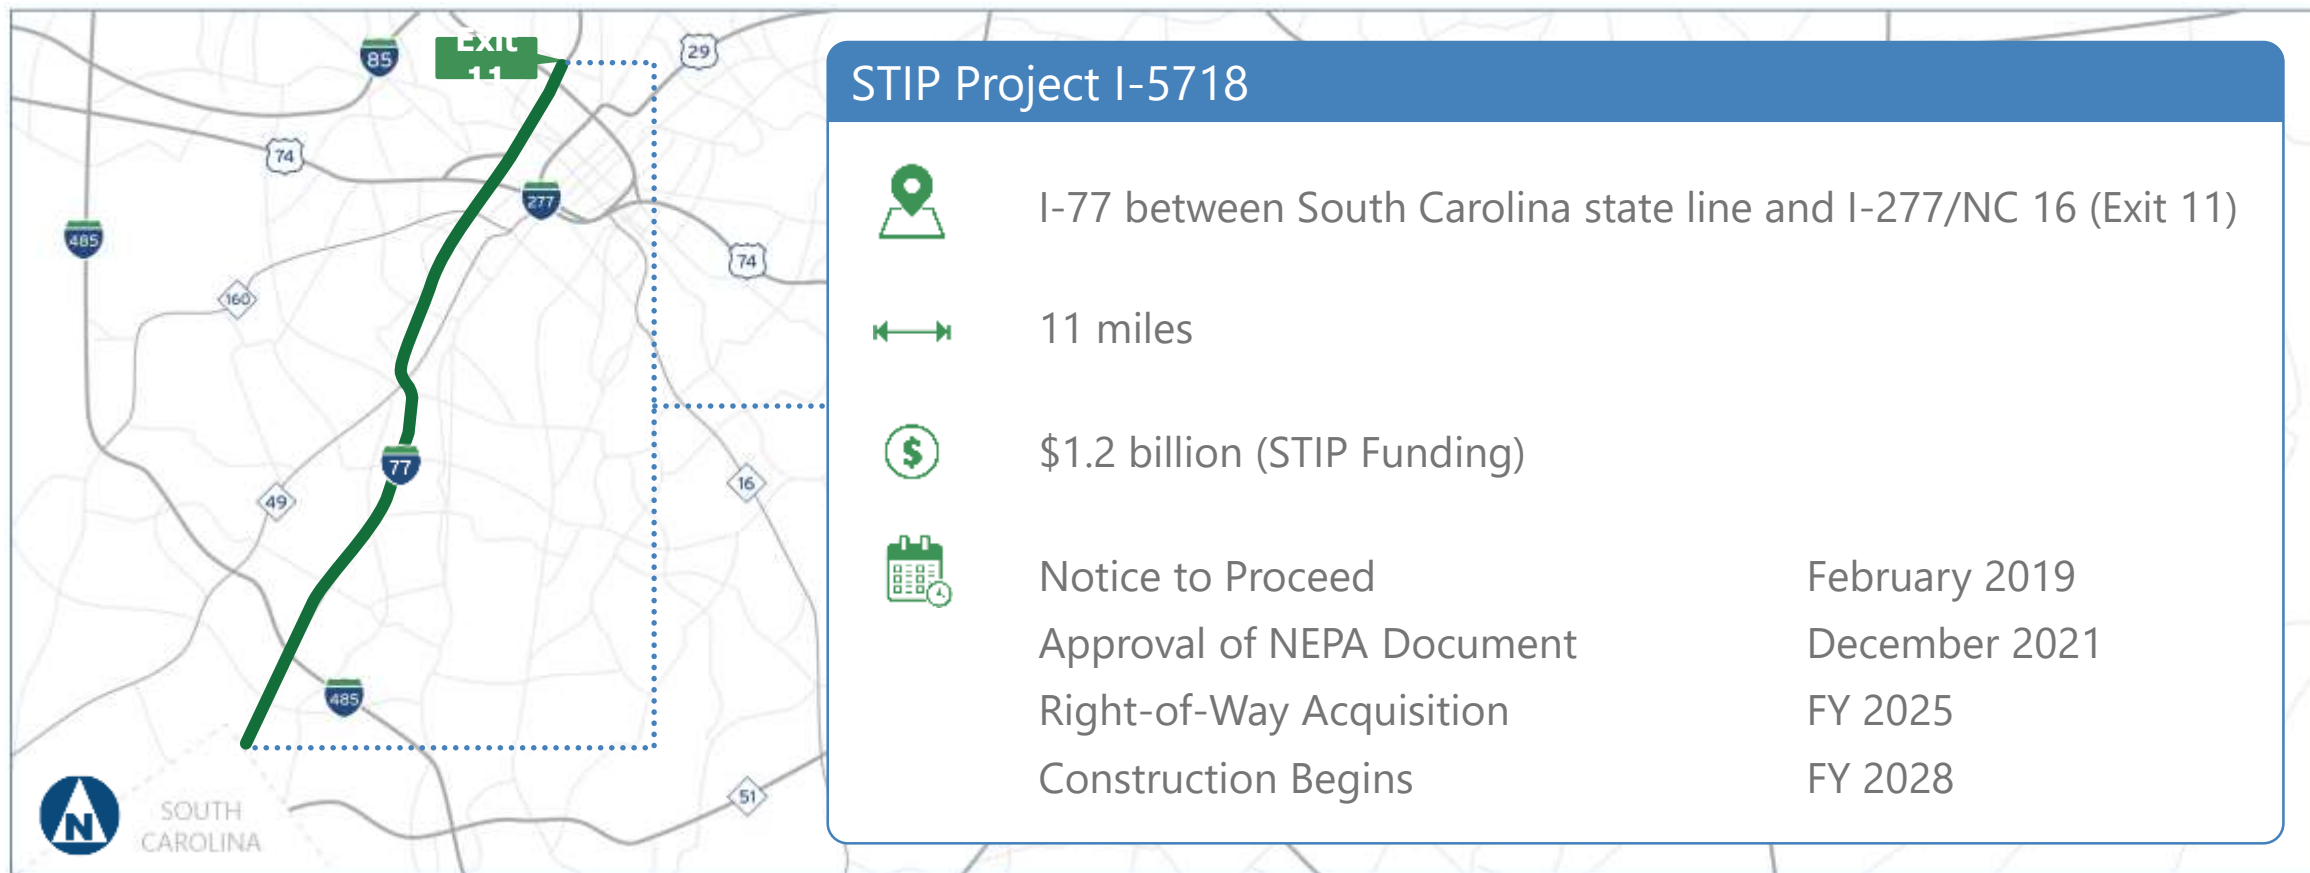 85
Exit
11
29
STIP Project I-5718
74
277
I-77 between South Carolina state line and I-277/NC 16 (Exit 11)
485
74
160
11 miles
77
$1.2 billion (STIP Funding)
49
16
Notice to Proceed February 2019
Approval of NEPA Document December 2021
485
Right-of-Way Acquisition FY 2025
Construction Begins FY 2028
51
N
SOUTH
CAROLINA